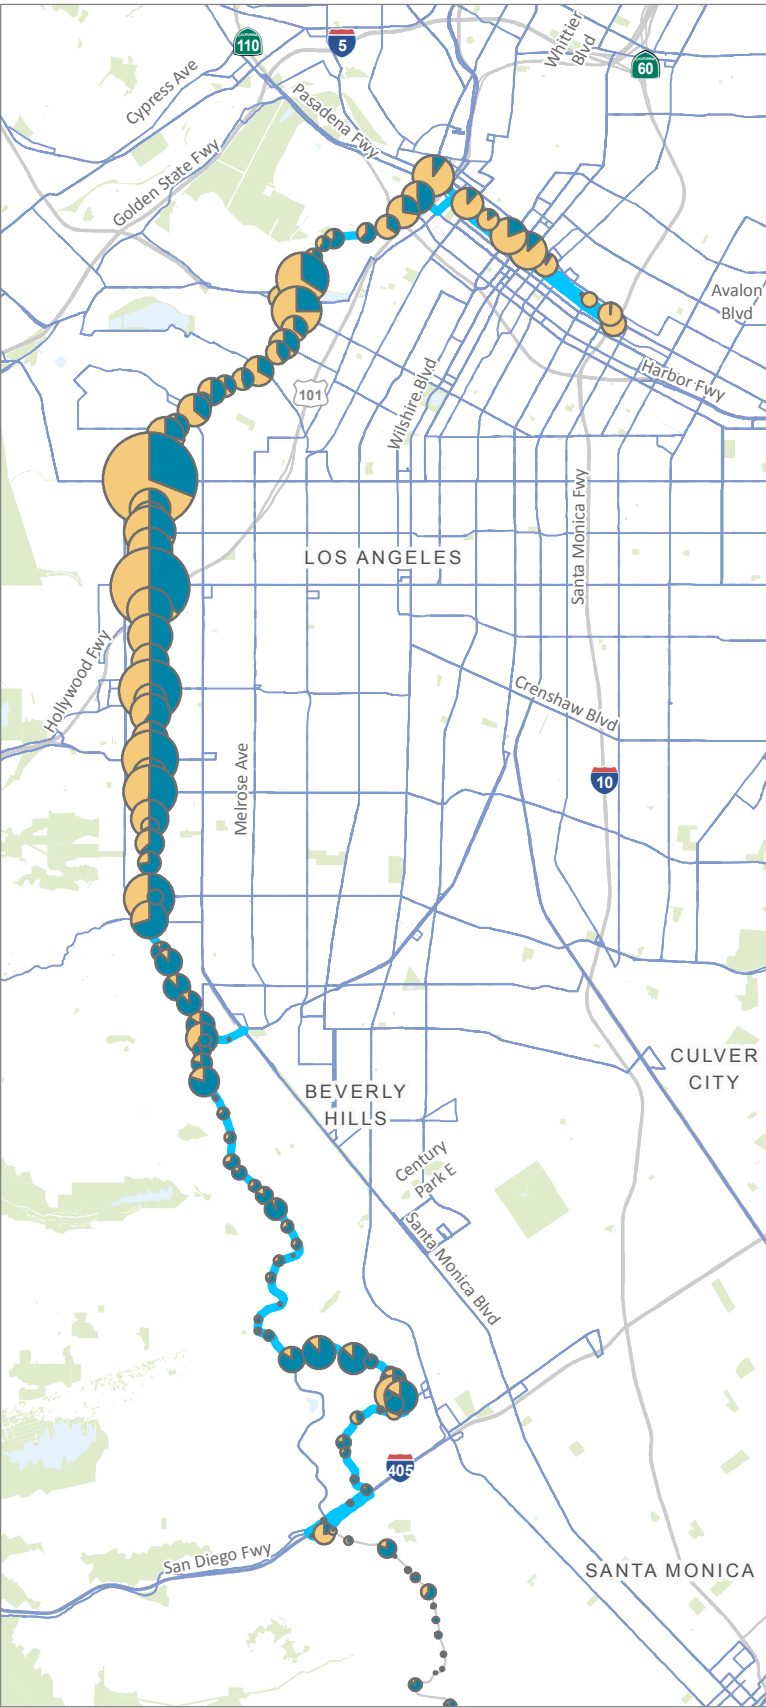 CALIFORNIA
110
5
Whittier
Blvd
CALIFORNIA
60
Cypress Ave
Pasadena Fwy
Golden State Fwy
Avalon
Blvd
Harbor Fwy
101
Wilshire Blvd
Santa Monica Fwy
LOS ANGELES
Hollywood Fwy
Crenshaw Blvd
Melrose Ave
10
CULVER
CITY
BEVERLY
HILLS
Century
Park E
Santa Monica Blvd
405
San Diego Fwy
SANTA MONICA